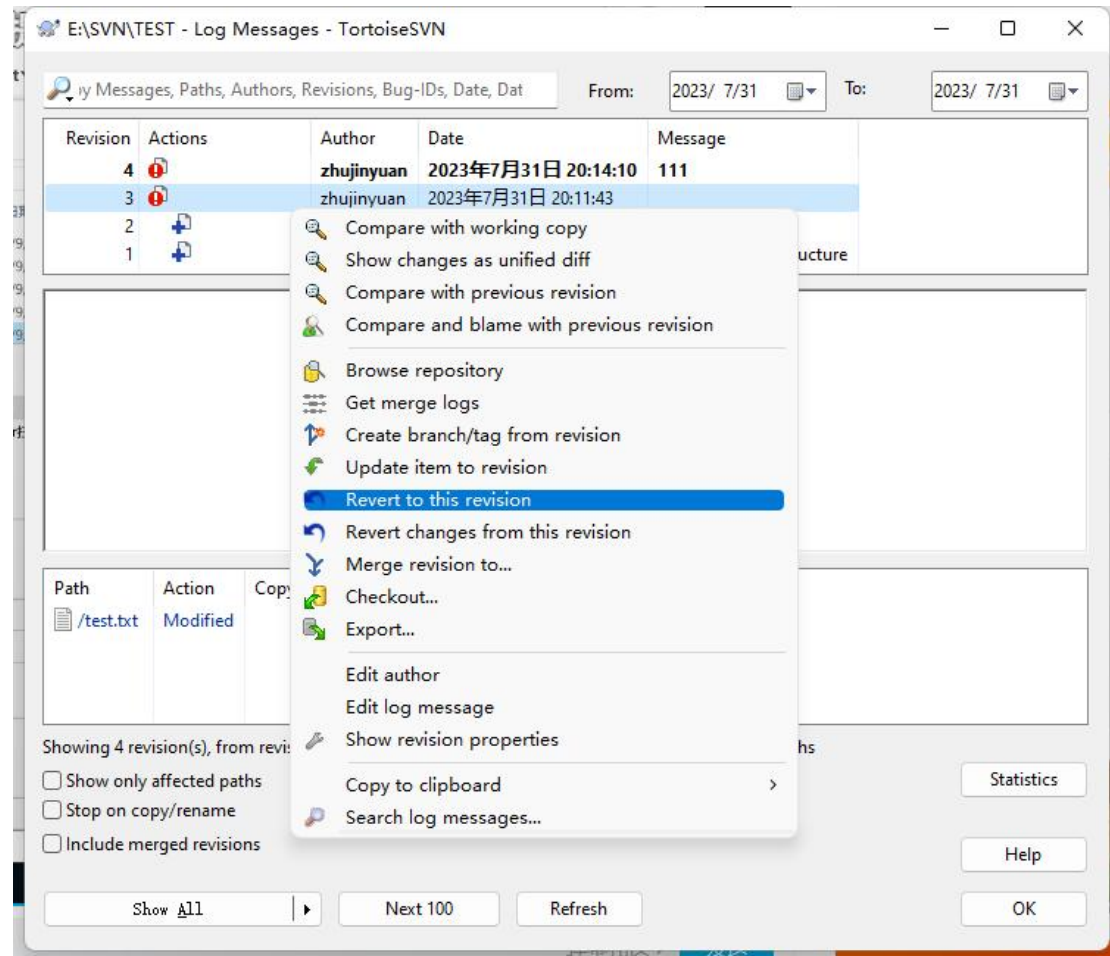 E:\SVN\TEST - Log Messages - TortoiseSVN
by Messages, Paths, Authors, Revisions, Bug-IDs, Date, Dat From: 2023/ 7/31 To: 2023/ 7/31
Revision Actions Author Date Message
4 zhujinyuan 2023年7月31日 20:14:10 111
3 zhujinyuan 2023年7月31日 20:11:43
2
1 ucture
Compare with working copy
Show changes as unified diff
Compare with previous revision
Compare and blame with previous revision
Browse repository
Get merge logs
Create branch/tag from revision
Update item to revision
Revert to this revision
Revert changes from this revision
Merge revision to...
Checkout...
Export...
Edit author
Edit log message
Show revision properties
Copy to clipboard
Search log messages...
Path Action Copy
/test.txt Modified
Showing 4 revision(s), from revis hs
Show only affected paths
Stop on copy/rename
Include merged revisions
Statistics
Help
Show All Next 100 Refresh OK